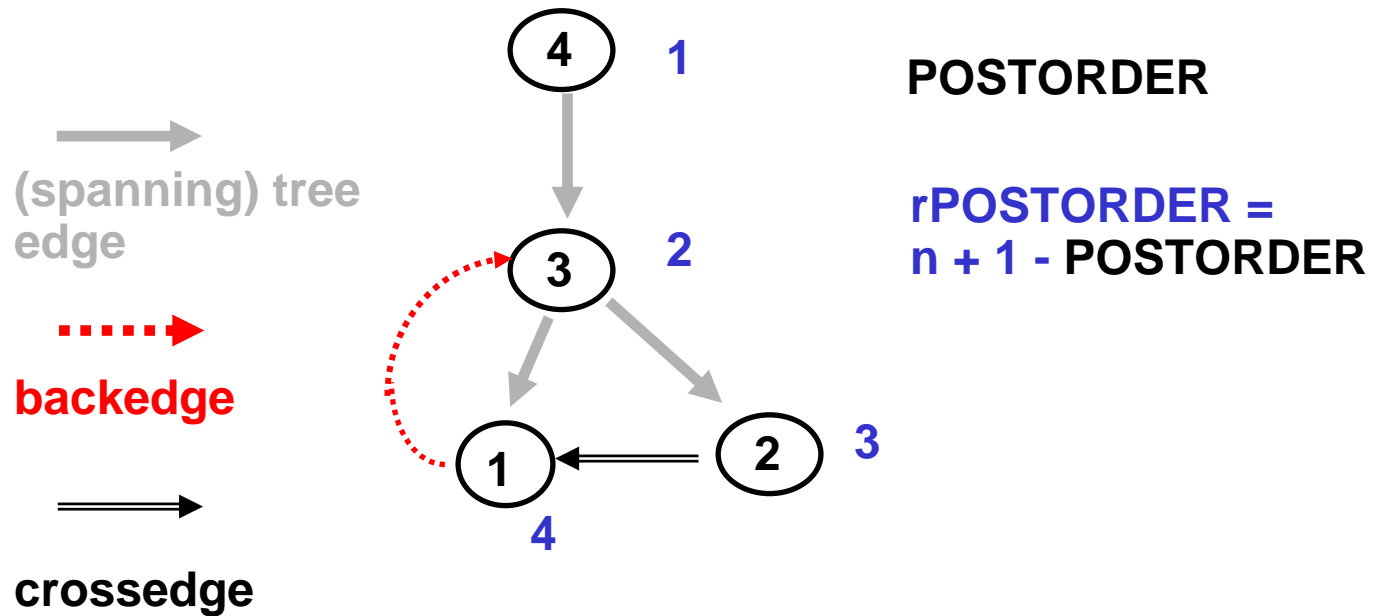 4 1
POSTORDER
(spanning) tree
edge
rPOSTORDER =
n + 1 - POSTORDER
3 2
backedge
1 2 3
4
crossedge